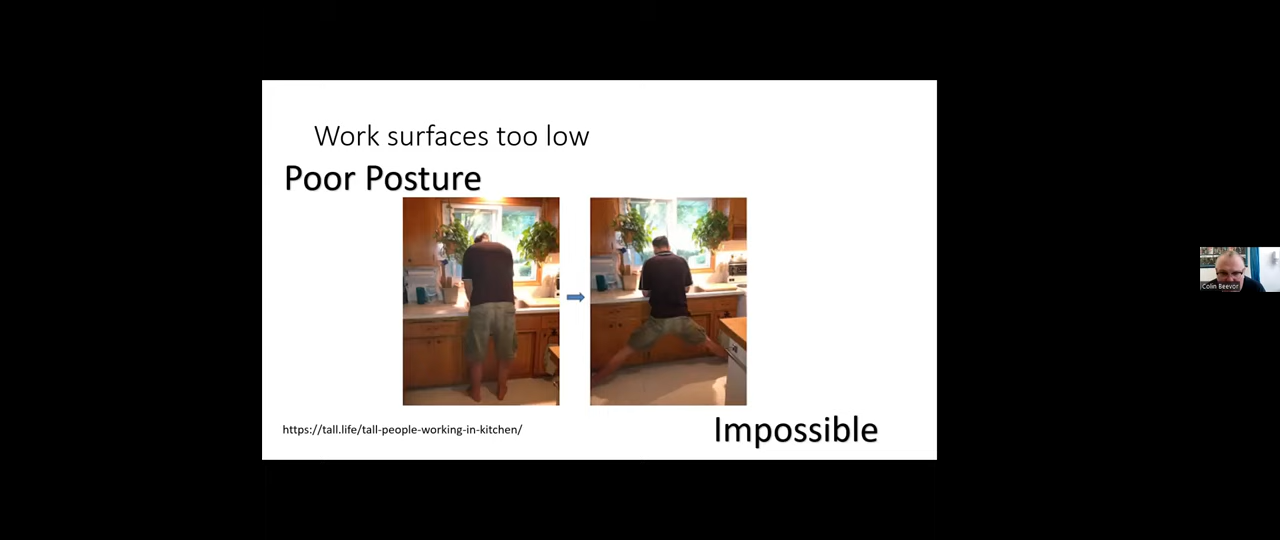 Work surfaces too low
Poor Posture
https://tall.life/tall-people-working-in-kitchen/
Impossible
Colin Beevor